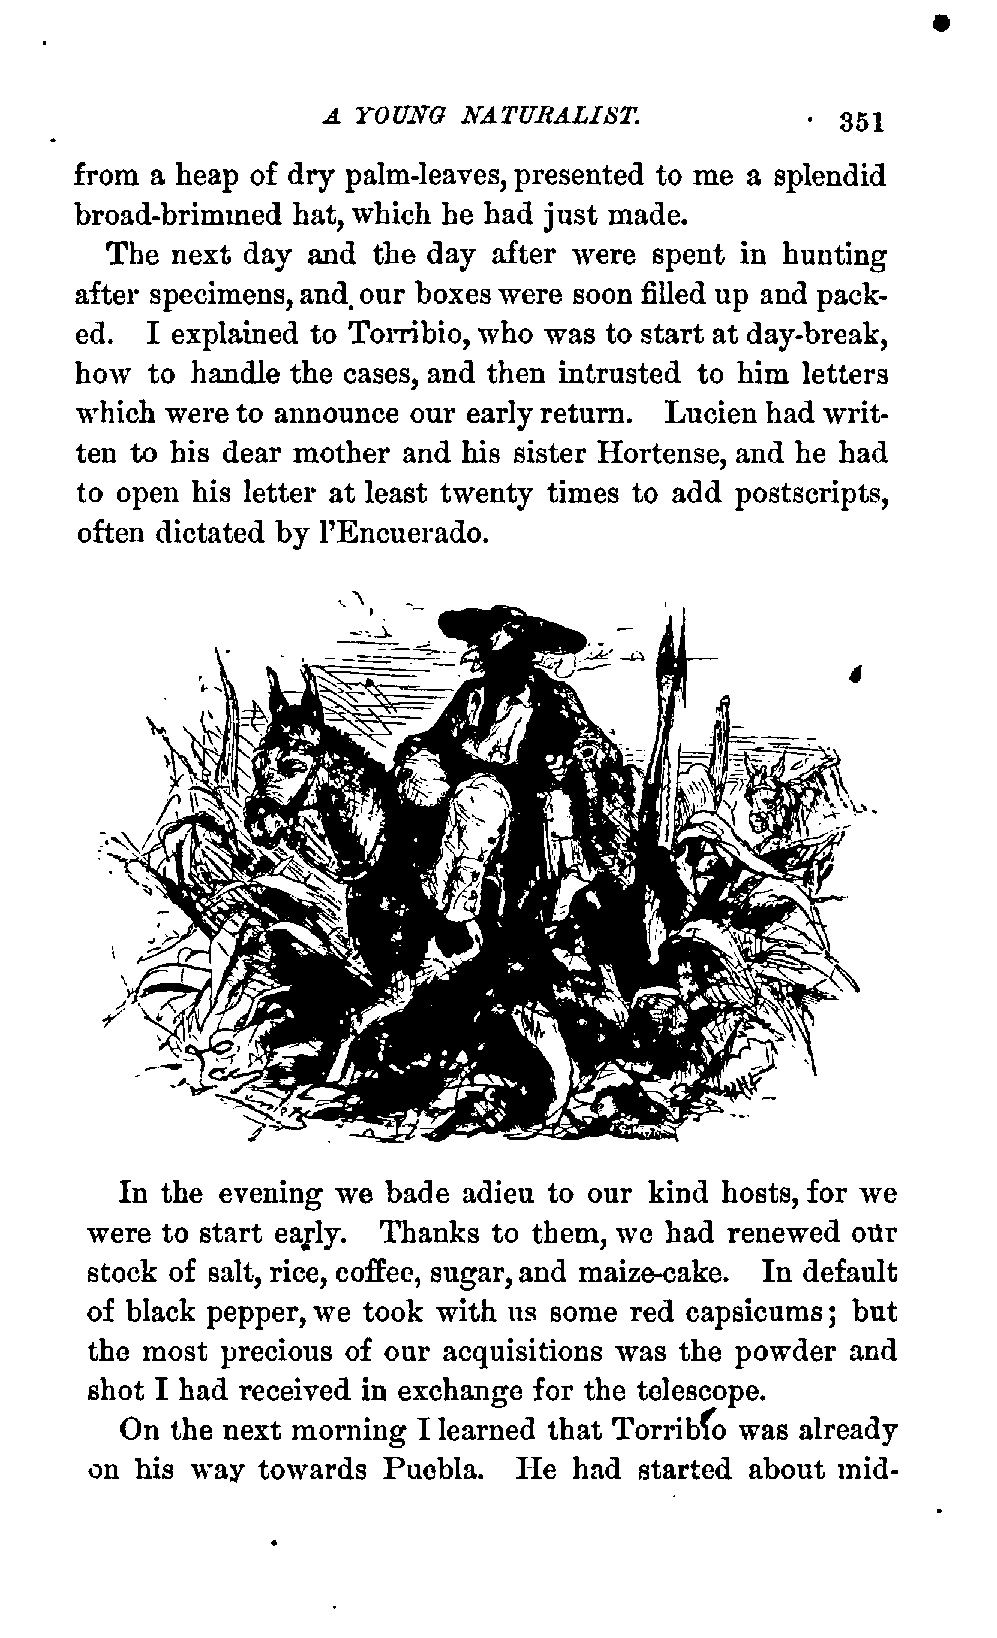 A YOUNG NATURALIST. 351
from a heap of dry palm-leaves, presented to me a splendid
broad-brimmed hat, which he had just made.
The next day and the day after were spent in hunting
after specimens, and our boxes were soon filled up and pack-
ed. I explained to Torribio, who was to start at day-break,
how to handle the cases, and then intrusted to him letters
which were to announce our early return. Lucien had writ-
ten to his dear mother and his sister Hortense, and he had
to open his letter at least twenty times to add postscripts,
often dictated by l'Encuerado.
In the evening we bade adieu to our kind hosts, for we
were to start early. Thanks to them, we had renewed our
stock of salt, rice, coffee, sugar, and maize-cake. In default
of black pepper, we took with us some red capsicums; but
the most precious of our acquisitions was the powder and
shot I had received in exchange for the telescope.
On the next morning I learned that Torribio was already
on his way towards Puebla. He had started about mid-